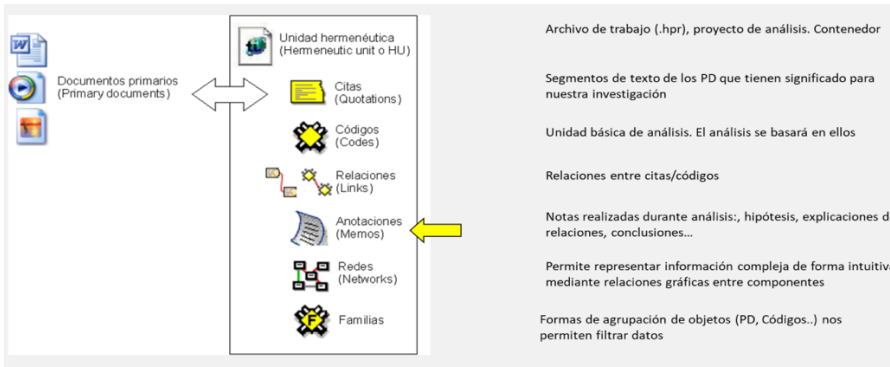 Unidad hermenéutica
(Hermeneutic unit o HU)
Archivo de trabajo (.hpr), proyecto de análisis. Contenedor
Documentos primarios
(Primary documents)
Citas
(Quotations)
Segmentos de texto de los PD que tienen significado para
nuestra investigación
Códigos
(Codes)
Unidad básica de análisis. El análisis se basará en ellos
Relaciones
(Links)
Relaciones entre citas/códigos
Anotaciones
(Memos)
Notas realizadas durante análisis:, hipótesis, explicaciones d
relaciones, conclusiones...
Redes
(Networks)
Permite representar información compleja de forma intuitiva
mediante relaciones gráficas entre componentes
F
Familias
Formas de agrupación de objetos (PD, Códigos..) nos
permiten filtrar datos